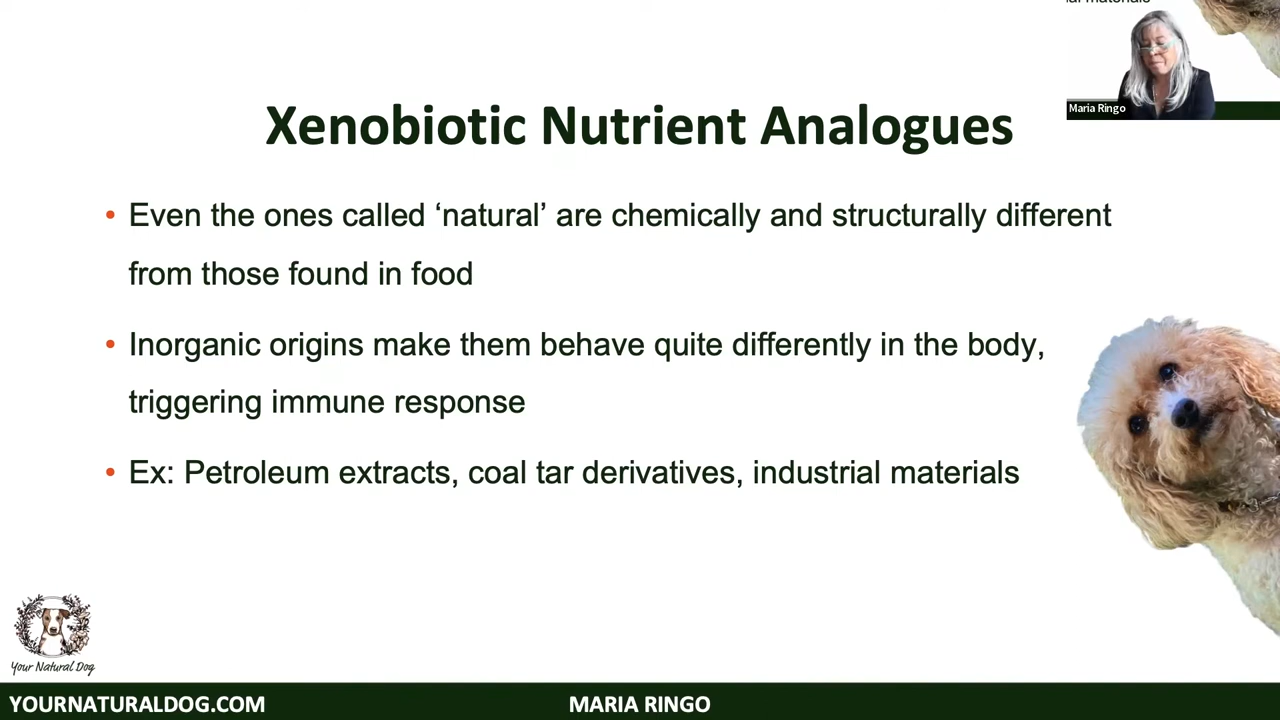 ial materials
Maria Ringo
Xenobiotic Nutrient Analogues
• Even the ones called ‘natural’ are chemically and structurally different
from those found in food
• Inorganic origins make them behave quite differently in the body,
triggering immune response
• Ex: Petroleum extracts, coal tar derivatives, industrial materials
Your Natural Dog
YOURNATURALDOG.COM
MARIA RINGO